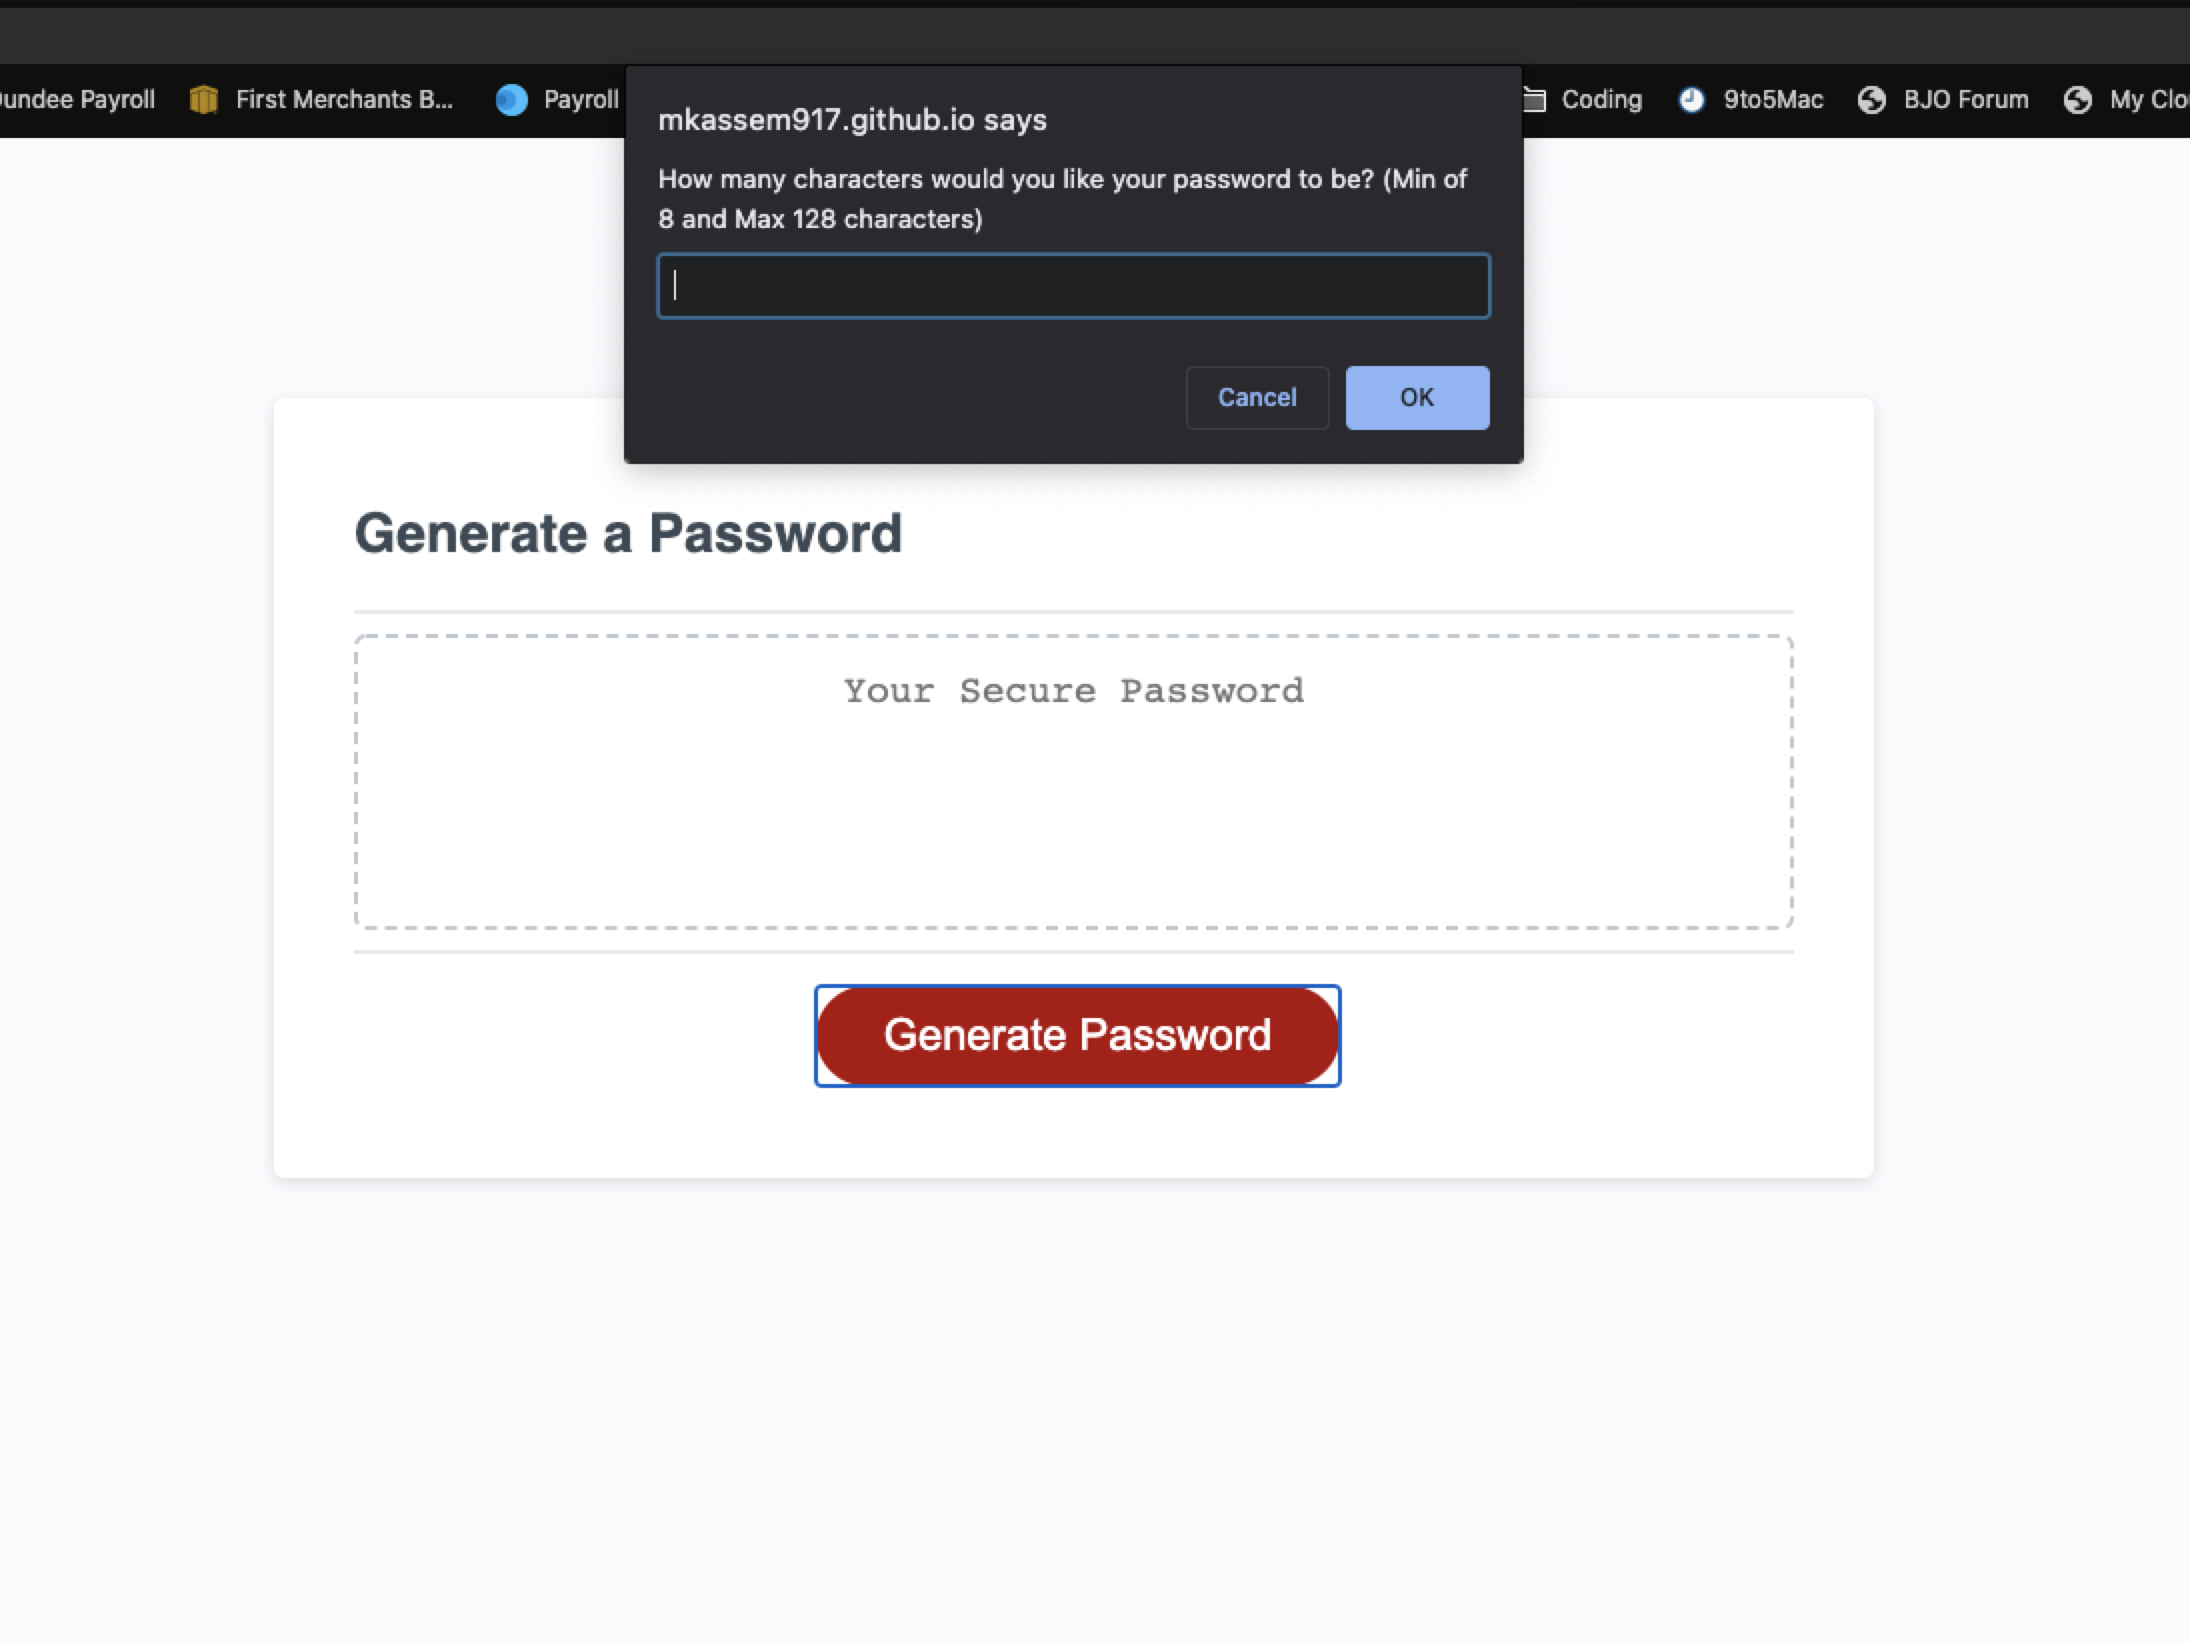 Dundee Payroll First Merchants B... Payroll Coding 9to5Mac BJO Forum My Clo
mkassem917.github.io says
How many characters would you like your password to be? (Min of
8 and Max 128 characters)
Cancel OK
Generate a Password
Your Secure Password
Generate Password